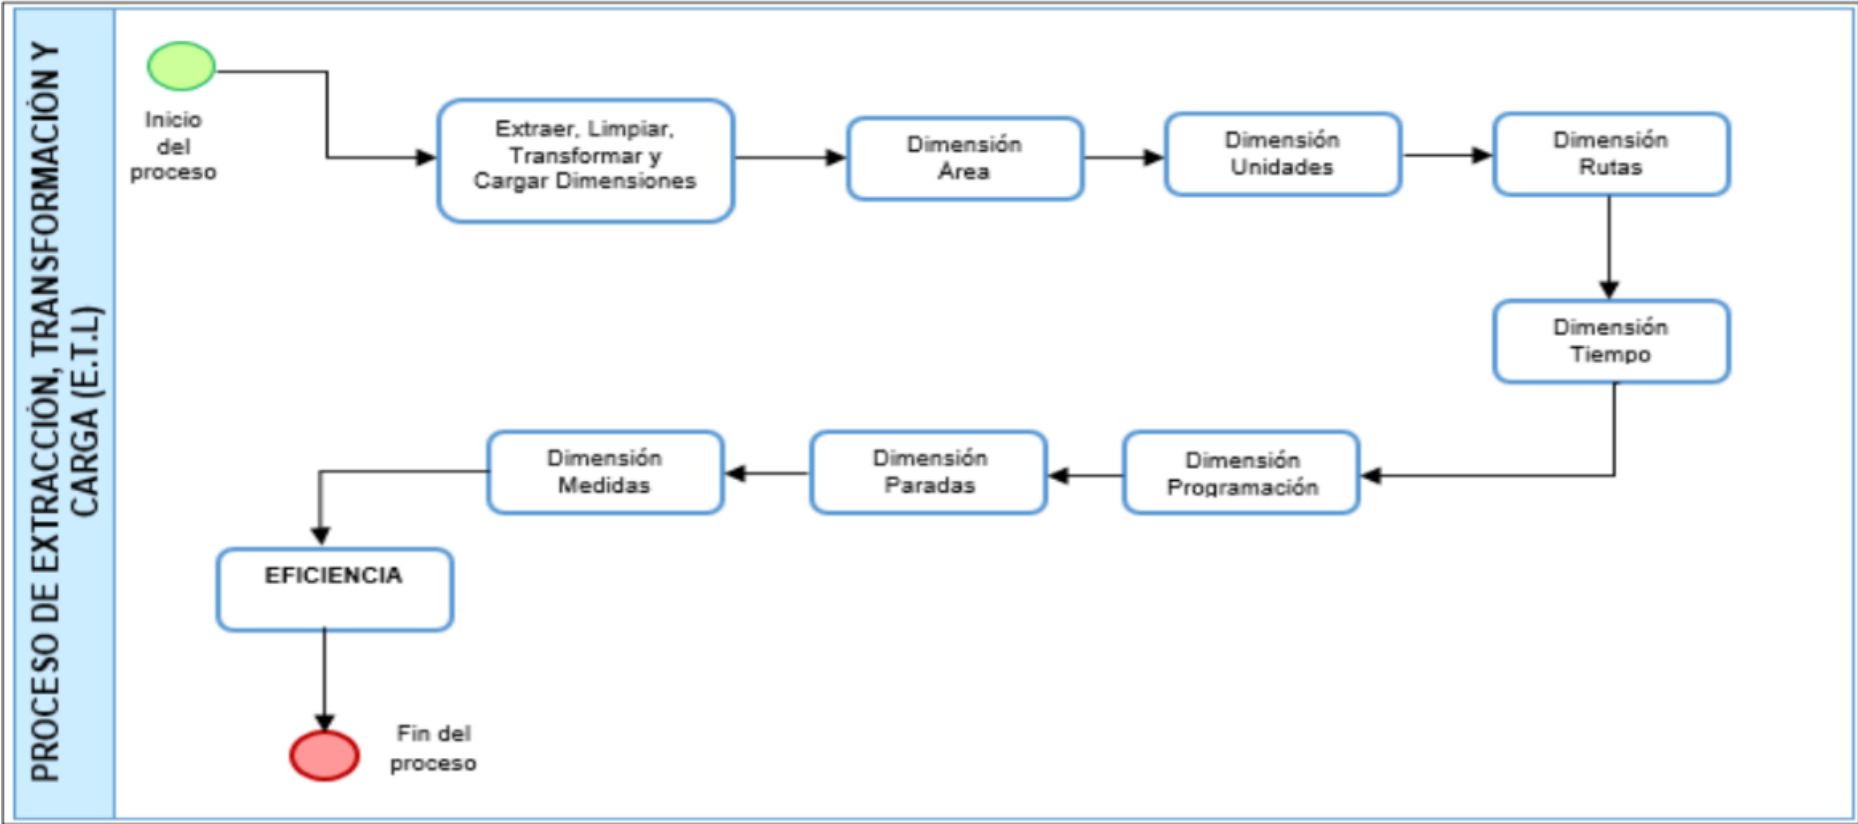 PROCESO DE EXTRACCIÓN, TRANSFORMACIÓN Y
CARGA (E.T.L)
Inicio
del
proceso
Extraer, Limpiar,
Transformar y
Cargar Dimensiones
Dimensión
Area
Dimensión
Unidades
Dimensión
Rutas
Dimensión
Tiempo
Dimensión
Programación
Dimensión
Paradas
Dimensión
Medidas
EFICIENCIA
Fin del
proceso